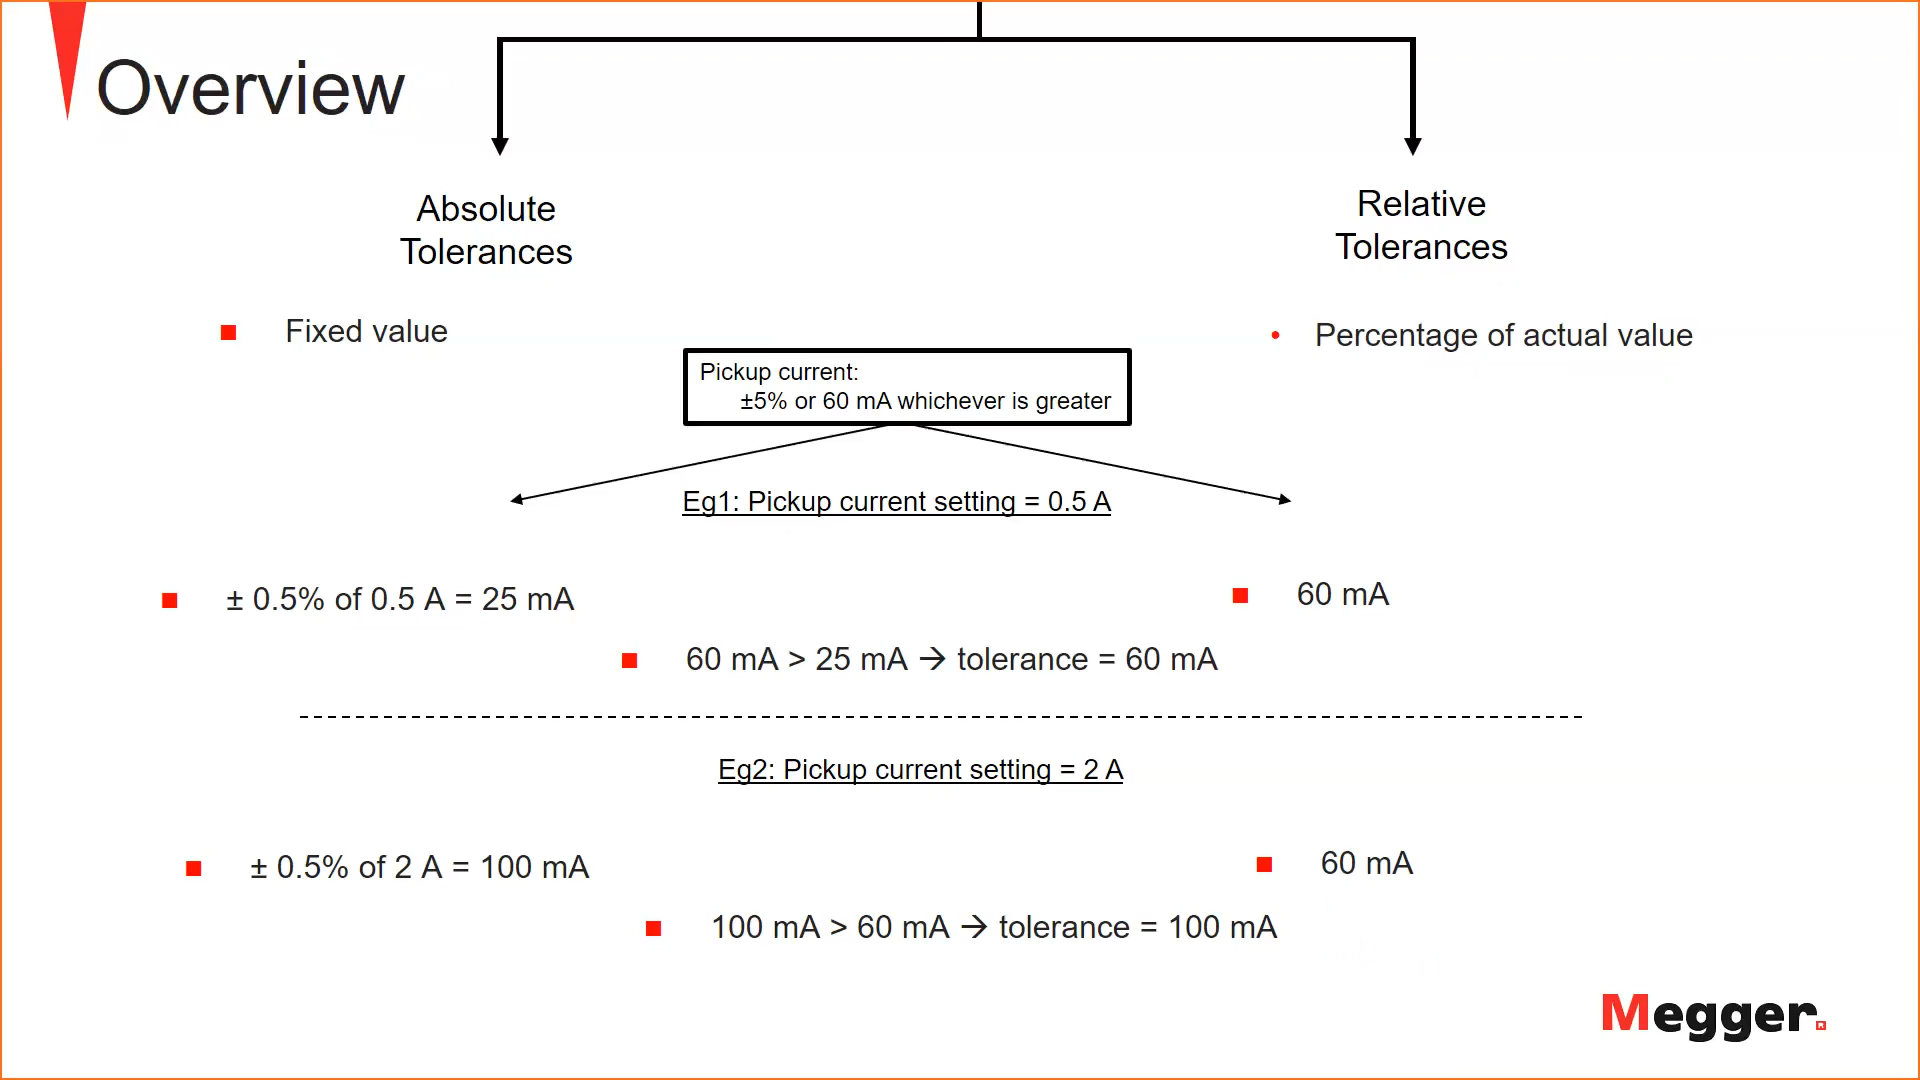 Overview
Absolute
Tolerances
Relative
Tolerances
Fixed value
Percentage of actual value
Pickup current:
±5% or 60 mA whichever is greater
Eg1: Pickup current setting = 0.5 A
± 0.5% of 0.5 A = 25 mA
60 mA
60 mA > 25 mA → tolerance = 60 mA
Eg2: Pickup current setting = 2 A
± 0.5% of 2 A = 100 mA
60 mA
100 mA > 60 mA → tolerance = 100 mA
Megger.